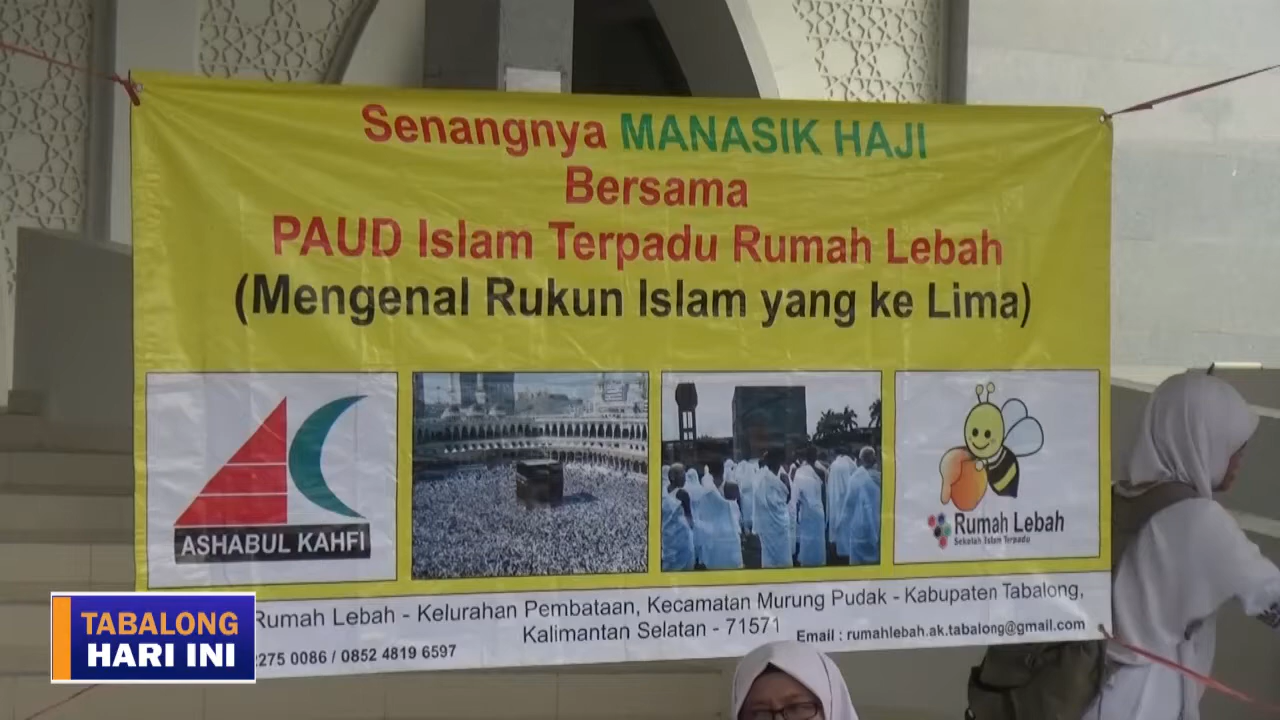 Senangnya MANASIK HAJI
Bersama
PAUD Islam Terpadu Rumah Lebah
(Mengenal Rukun Islam yang ke Lima)
ASHABUL KAHFI
Rumah Lebah
Sekolah Islam Terpadu
Rumah Lebah - Kelurahan Pembataan, Kecamatan Murung Pudak - Kabupaten Tabalong,
Kalimantan Selatan - 71571
Email : rumahlebah.ak.tabalong@gmail.com
2275 0086 / 0852 4819 6597
TABALONG
HARI INI